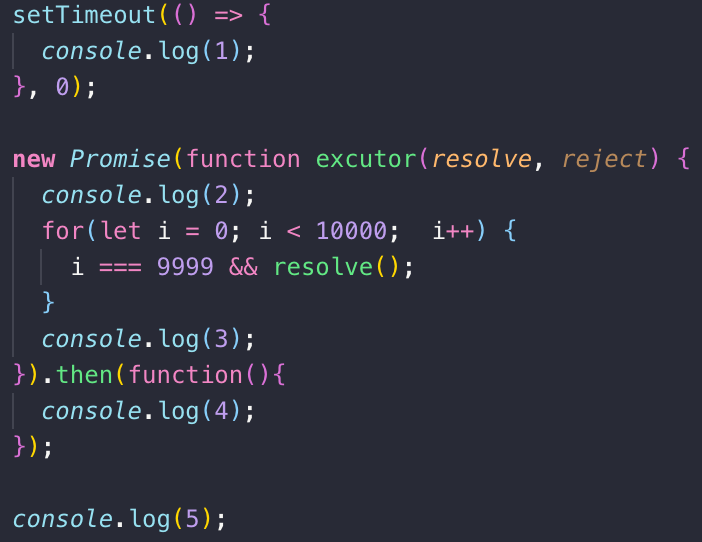 setTimeout(() => {
  console.log(1);
}, 0);

new Promise(function excutor(resolve, reject) {
  console.log(2);
  for(let i = 0; i < 10000;  i++) {
    i === 9999 && resolve();
  }
  console.log(3);
}).then(function(){
  console.log(4);
});

console.log(5);